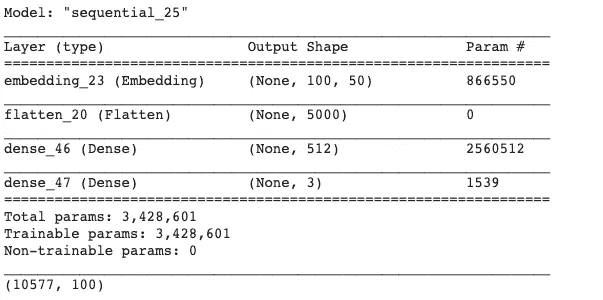 Model: "sequential_25"
Layer (type) Output Shape Param #
embedding_23 (Embedding) (None, 100, 50) 866550
flatten_20 (Flatten) (None, 5000) 0
dense_46 (Dense) (None, 512) 2560512
dense_47 (Dense) (None, 3) 1539
Total params: 3,428,601
Trainable params: 3,428,601
Non-trainable params: 0
(10577, 100)